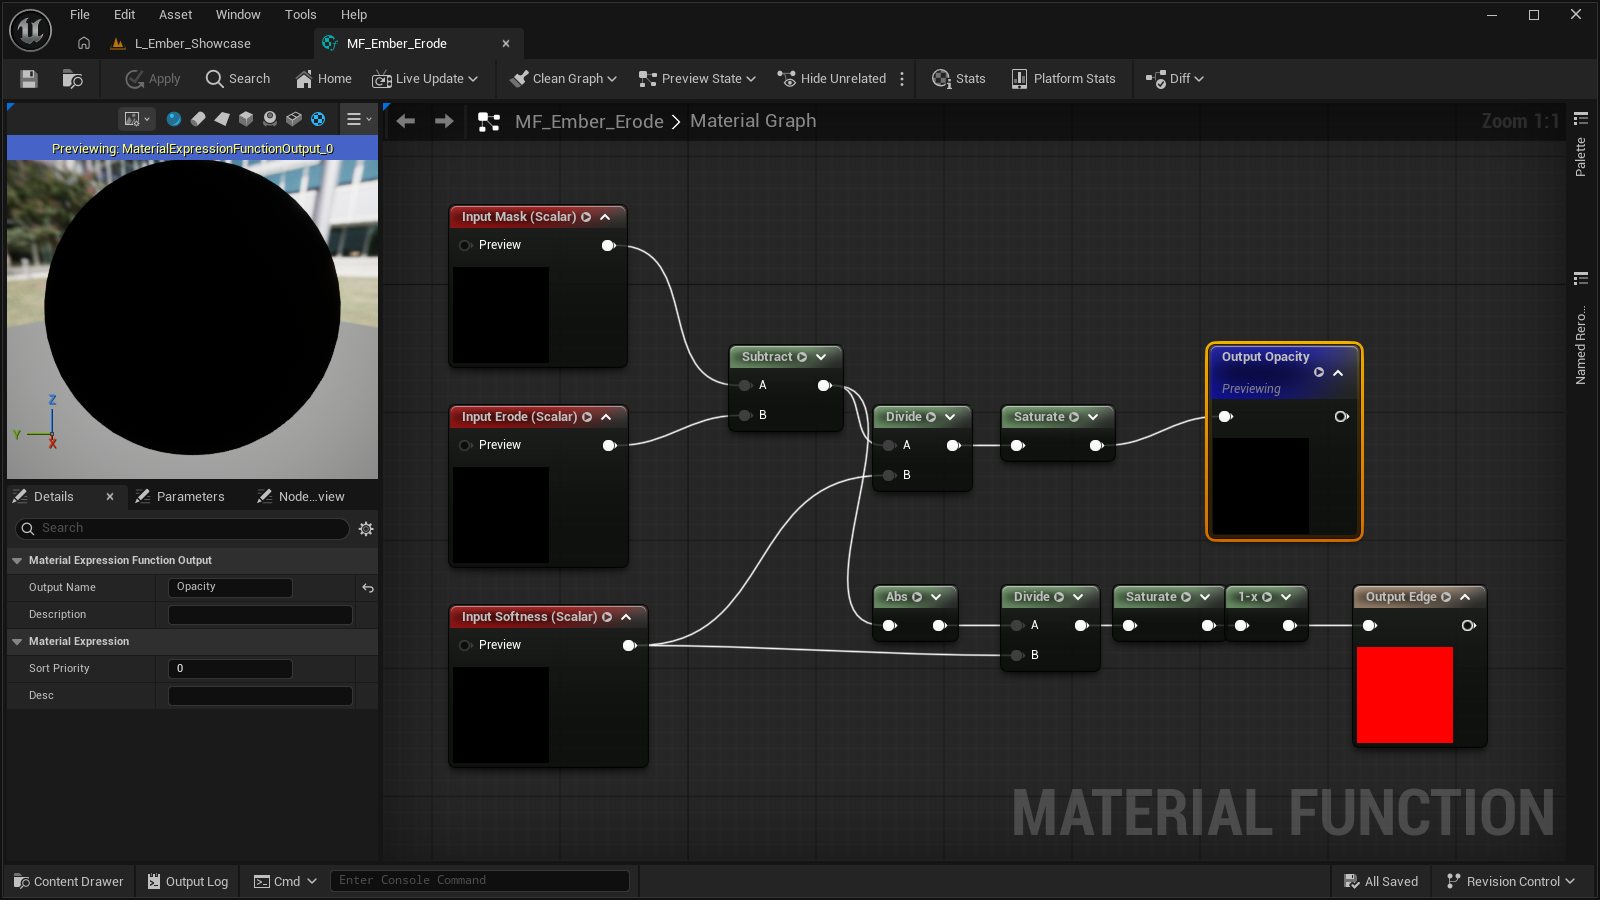 File Edit Asset Window Tools Help
L_Ember_Showcase
MF_Ember_Erode
Apply
Search
Home
Live Update
Clean Graph
Preview State
Hide Unrelated
Stats
Platform Stats
Diff
Previewing: MaterialExpressionFunctionOutput_0
Z
Y
X
Details
Parameters
Node...view
Search
Material Expression Function Output
Output Name
Opacity
Description
Material Expression
Sort Priority
0
Desc
MF_Ember_Erode > Material Graph
Zoom 1:1
Input Mask (Scalar)
Preview
Input Erode (Scalar)
Preview
Input Softness (Scalar)
Preview
Subtract
A
B
Divide
A
B
Saturate
Output Opacity
Previewing
Abs
Divide
A
B
Saturate
1-x
Output Edge
MATERIAL FUNCTION
Palette
Named Rero...
Content Drawer
Output Log
Cmd
Enter Console Command
All Saved
Revision Control